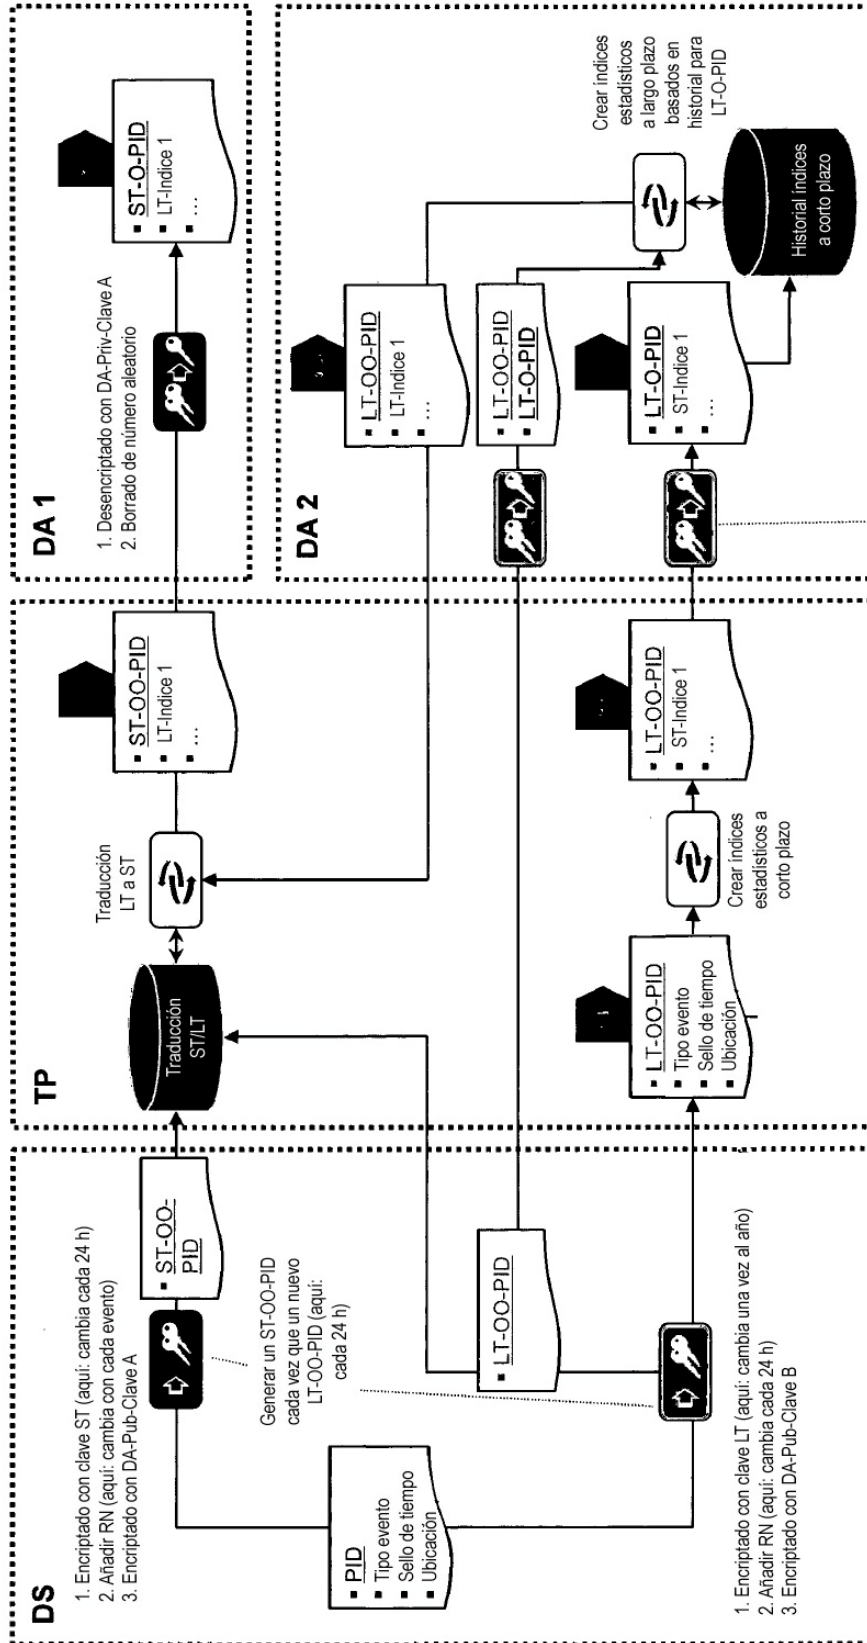 DS
1. Encriptado con clave ST (aquí: cambia cada 24 h)
2. Añadir RN (aquí: cambia con cada evento)
3. Encriptado con DA-Pub-Clave A
▪ ST-OO-
PID
Generar un ST-OO-PID
cada vez que un nuevo
LT-OO-PID (aquí:
cada 24 h)
▪ PID
▪ Tipo evento
▪ Sello de tiempo
▪ Ubicación
▪ LT-OO-PID
1. Encriptado con clave LT (aquí: cambia una vez al año)
2. Añadir RN (aquí: cambia cada 24 h)
3. Encriptado con DA-Pub-Clave B
TP
Traducción
ST/LT
Traducción
LT a ST
▪ ST-OO-PID
▪ LT-Indice 1
▪ ...
▪ LT-OO-PID
▪ Tipo evento
▪ Sello de tiempo
▪ Ubicación
Crear índices
estadísticos a
corto plazo
▪ LT-OO-PID
▪ ST-Indice 1
▪ ...
DA 1
1. Desencriptado con DA-Priv-Clave A
2. Borrado de número aleatorio
▪ ST-O-PID
▪ LT-Indice 1
▪ ...
DA 2
▪ LT-OO-PID
▪ LT-Indice 1
▪ ...
▪ LT-OO-PID
▪ LT-O-PID
▪ LT-O-PID
▪ ST-Indice 1
▪ ...
Crear índices
estadísticos
a largo plazo
basados en
historial para
LT-O-PID
Historial índices
a corto plazo